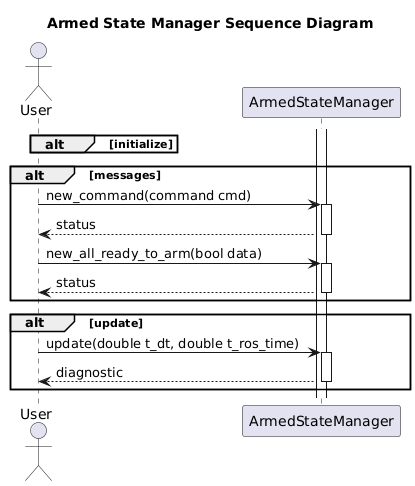 Armed State Manager Sequence Diagram
User
ArmedStateManager
alt [initialize]
alt [messages]
new_command(command cmd)
status
new_all_ready_to_arm(bool data)
status
alt [update]
update(double t_dt, double t_ros_time)
diagnostic
User
ArmedStateManager